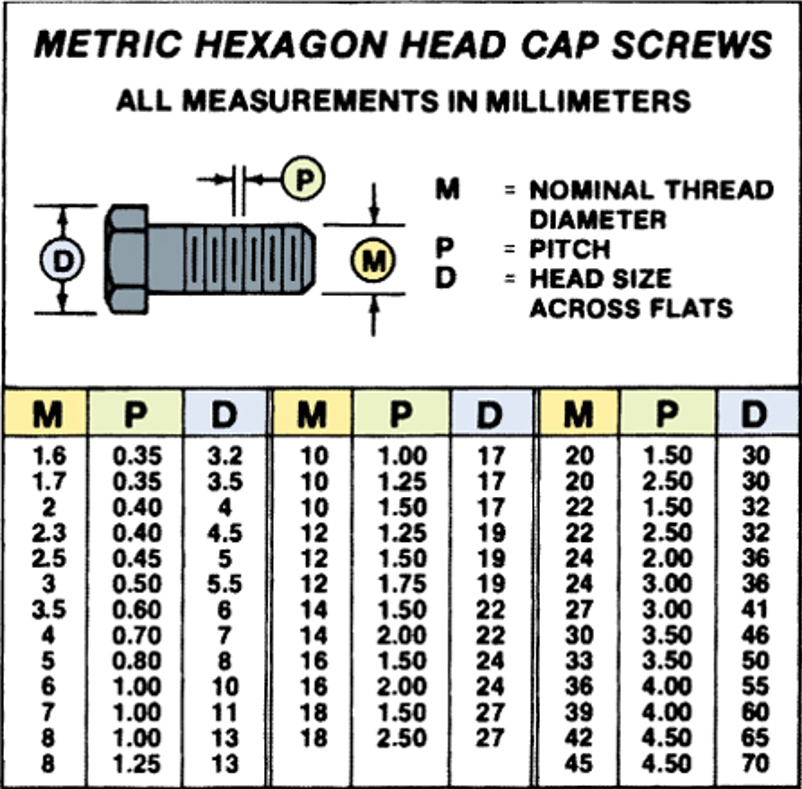 METRIC HEXAGON HEAD CAP SCREWS
ALL MEASUREMENTS IN MILLIMETERS
P
D
M
M = NOMINAL THREAD
DIAMETER
P = PITCH
D = HEAD SIZE
ACROSS FLATS
M P D M P D M P D
1.6 0.35 3.2 10 1.00 17 20 1.50 30
1.7 0.35 3.5 10 1.25 17 20 2.50 30
2 0.40 4 10 1.50 17 22 1.50 32
2.3 0.40 4.5 12 1.25 19 22 2.50 32
2.5 0.45 5 12 1.50 19 24 2.00 36
3 0.50 5.5 12 1.75 19 24 3.00 36
3.5 0.60 6 14 1.50 22 27 3.00 41
4 0.70 7 14 2.00 22 30 3.50 46
5 0.80 8 16 1.50 24 33 3.50 50
6 1.00 10 16 2.00 24 36 4.00 55
7 1.00 11 18 1.50 27 39 4.00 60
8 1.00 13 18 2.50 27 42 4.50 65
8 1.25 13 45 4.50 70